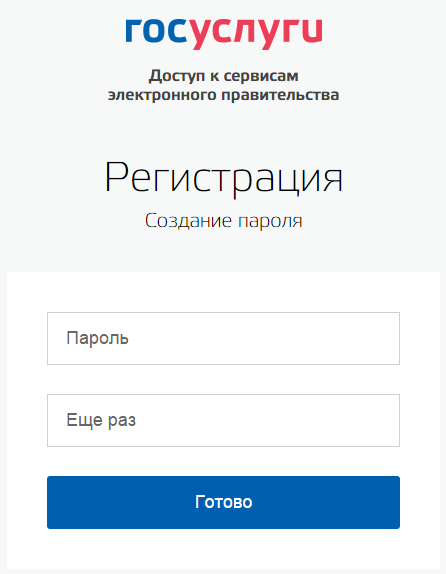 госуслуги
Доступ к сервисам
электронного правительства
Регистрация
Создание пароля
Пароль
Еще раз
Готово